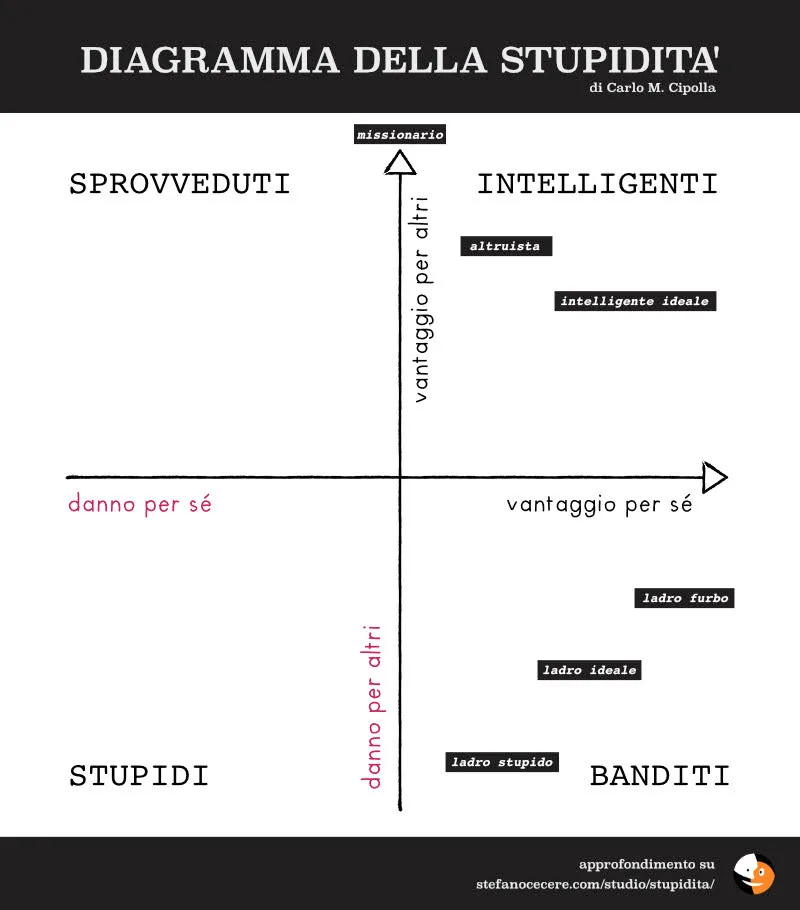 DIAGRAMMA DELLA STUPIDITA'
di Carlo M. Cipolla
missionario
SPROVVEDUTI
INTELLIGENTI
vantaggio per altri
altruista
intelligente ideale
danno per sé
vantaggio per sé
ladro furbo
danno per altri
ladro ideale
ladro stupido
STUPIDI
BANDITI
approfondimento su
stefanocecere.com/studio/stupidita/